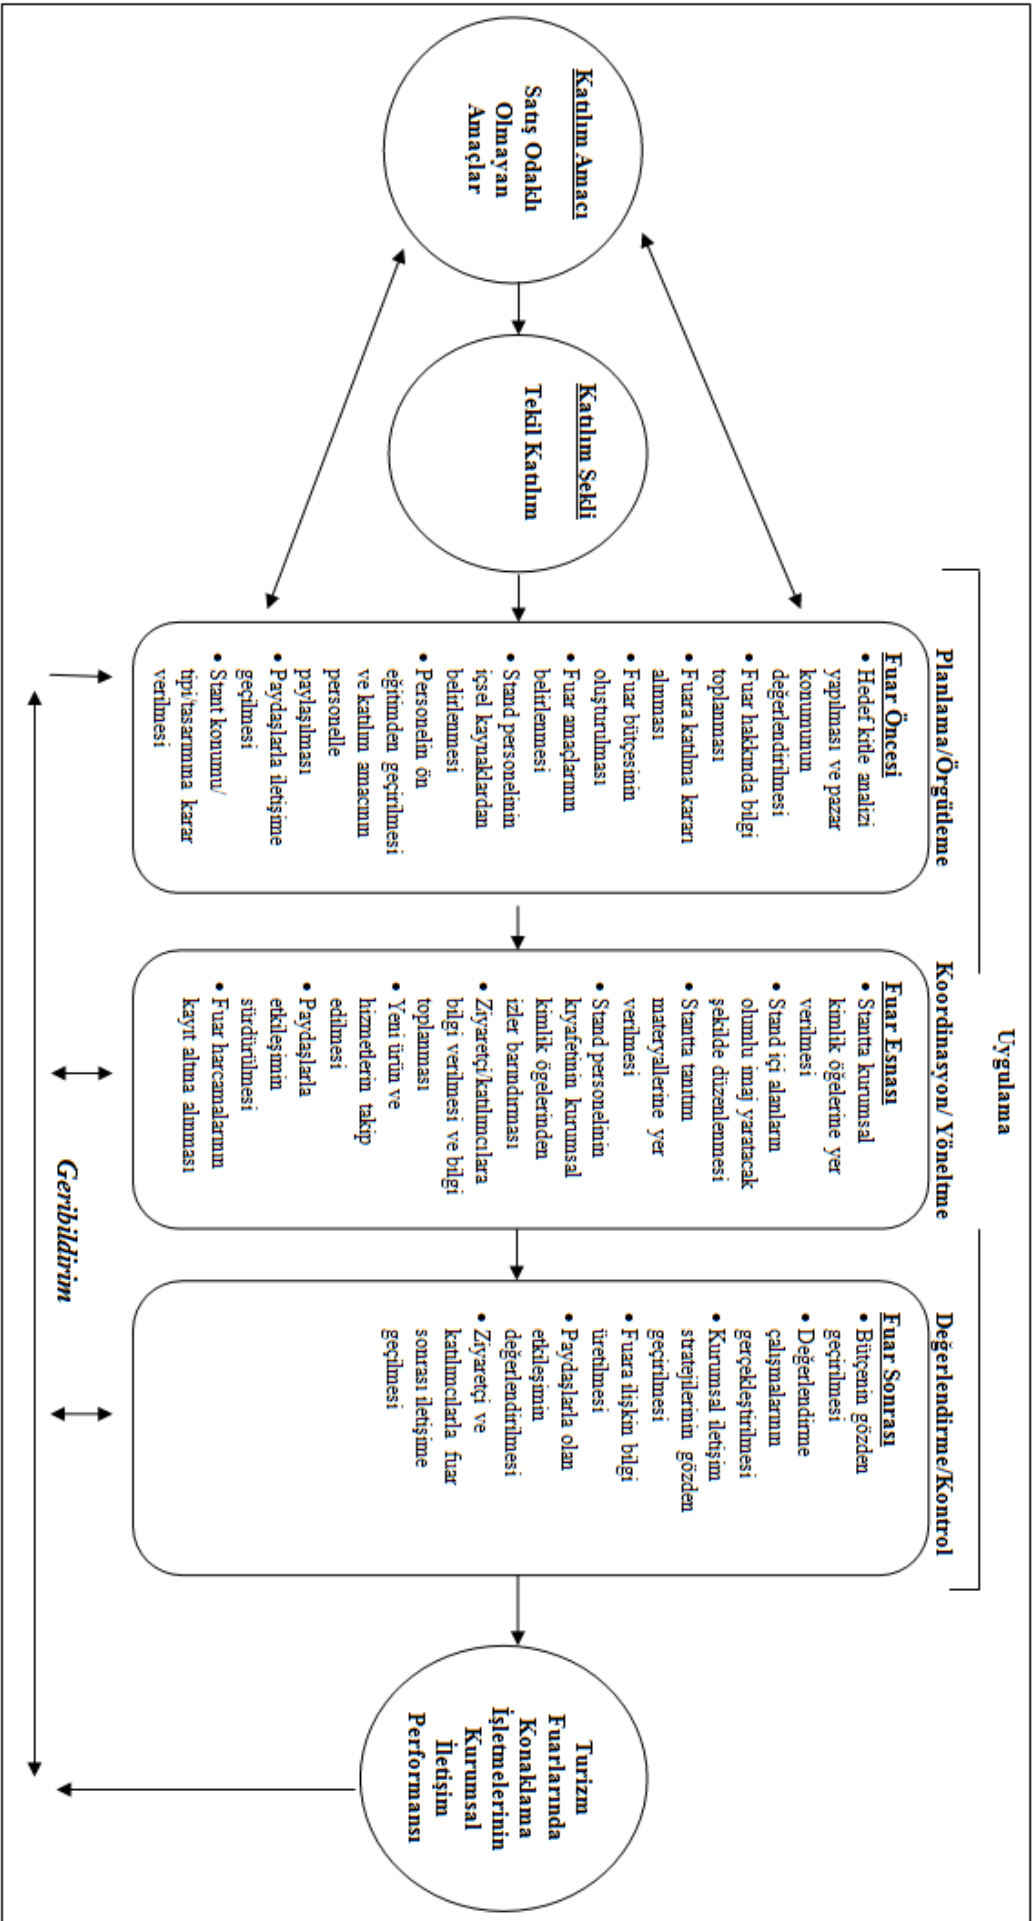 Uygulama
Katılım Amacı
Satış Odaklı
Olmayan
Amaçlar
Katılım Şekli
Tekil Katılım
Planlama/Örgütleme
Fuar Öncesi
• Hedef kitle analizi
yapılması ve pazar
konumunun
değerlendirilmesi
• Fuar hakkında bilgi
toplanması
• Fuara katılma kararı
alınması
• Fuar bütçesinin
oluşturulması
• Fuar amaçlarının
belirlenmesi
• Stand personelinin
içsel kaynaklardan
belirlenmesi
• Personelin ön
eğitimden geçirilmesi
ve katılım amacının
personelle
paylaşılması
• Paydaşlarla iletişime
geçilmesi
• Stant konumu/
tipi/tasarımına karar
verilmesi
Koordinasyon/ Yöneltme
Fuar Esnası
• Stantta kurumsal
kimlik öğelerine yer
verilmesi
• Stand içi alanların
olumlu imaj yaratacak
şekilde düzenlenmesi
• Stantta tanıtım
materyallerine yer
verilmesi
• Stand personelinin
kıyafetinin kurumsal
kimlik ögelerinden
izler barındırması
• Ziyaretçi/katılımcılara
bilgi verilmesi ve bilgi
toplanması
• Yeni ürün ve
hizmetlerin takip
edilmesi
• Paydaşlarla
etkileşimin
sürdürülmesi
• Fuar harcamalarının
kayıt altına alınması
Değerlendirme/Kontrol
Fuar Sonrası
• Bütçenin gözden
geçirilmesi
• Değerlendirme
çalışmalarının
gerçekleştirilmesi
• Kurumsal iletişim
stratejilerinin gözden
geçirilmesi
• Fuara ilişkin bilgi
üretilmesi
• Paydaşlarla olan
etkileşimin
değerlendirilmesi
• Ziyaretçi ve
katılımcılarla fuar
sonrası iletişime
geçilmesi
Turizm
Fuarlarında
Konaklama
İşletmelerinin
Kurumsal
İletişim
Performansı
Geribildirim